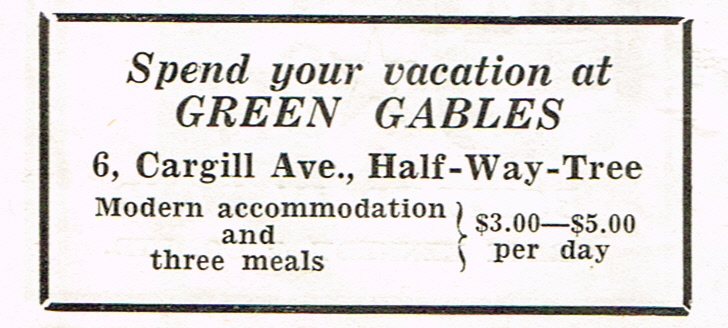 Spend your vacation at
GREEN GABLES
6, Cargill Ave., Half-Way-Tree
Modern accommodation
and
three meals
$3.00—$5.00
per day